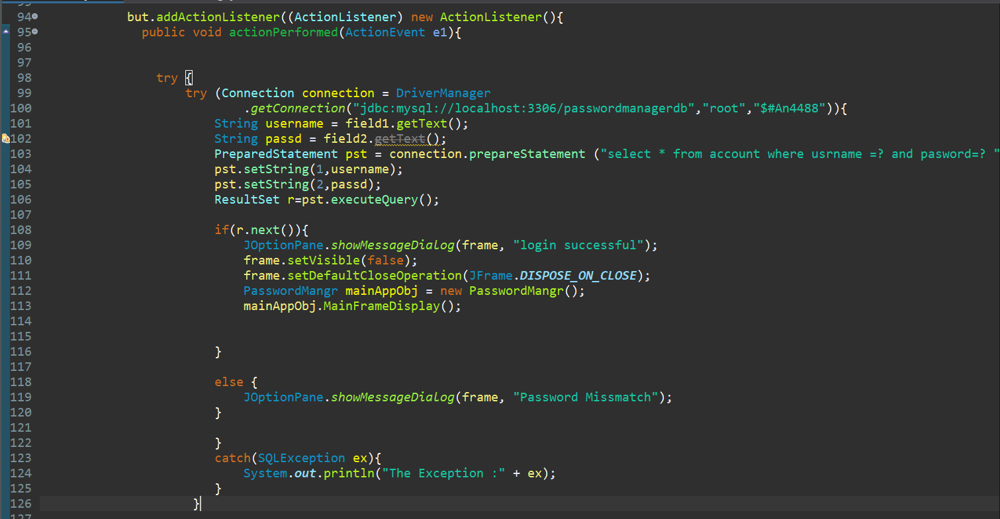 94 but.addActionListener((ActionListener) new ActionListener(){
95 public void actionPerformed(ActionEvent e1){
96
97
98 try {
99 try (Connection connection = DriverManager
100 .getConnection("jdbc:mysql://localhost:3306/passwordmanagerdb","root","$#An4488")){
101 String username = field1.getText();
102 String passd = field2.getText();
103 PreparedStatement pst = connection.prepareStatement ("select * from account where usrname =? and pasword=? "
104 pst.setString(1,username);
105 pst.setString(2,passd);
106 ResultSet r=pst.executeQuery();
107
108 if(r.next()){
109 JOptionPane.showMessageDialog(frame, "login successful");
110 frame.setVisible(false);
111 frame.setDefaultCloseOperation(JFrame.DISPOSE_ON_CLOSE);
112 PasswordMangr mainAppObj = new PasswordMangr();
113 mainAppObj.MainFrameDisplay();
114
115
116 }
117
118 else {
119 JOptionPane.showMessageDialog(frame, "Password Missmatch");
120 }
121
122 }
123 catch(SQLException ex){
124 System.out.println("The Exception :" + ex);
125 }
126 }
127